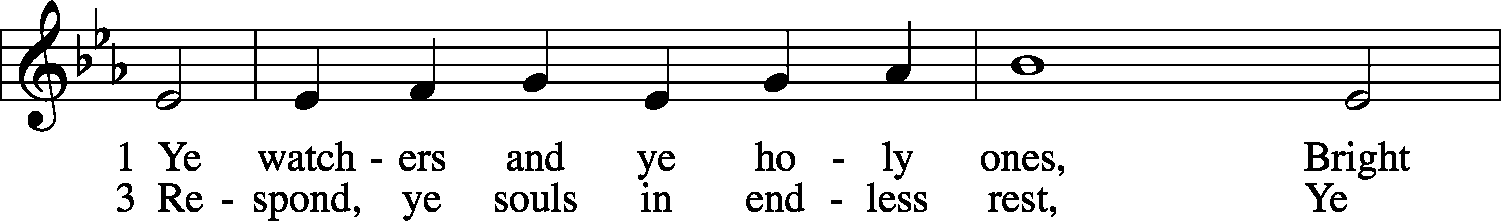 1 Ye watch - ers and ye ho - ly ones, Bright
3 Re - spond, ye souls in end - less rest, Ye